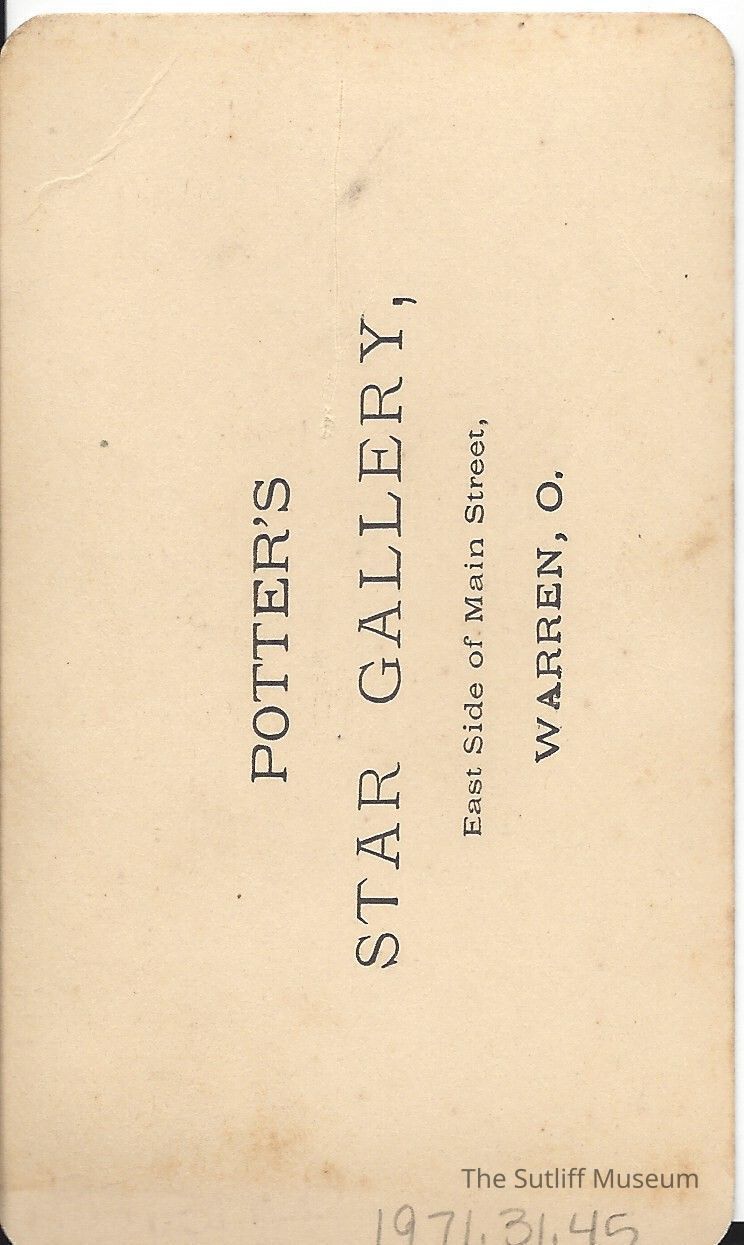 POTTER'S
STAR GALLERY,
East Side of Main Street,
WARREN, O.
The Sutliff Museum
1971.31.45